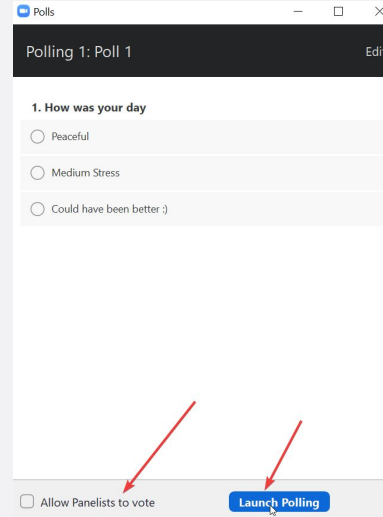 Polls
Polling 1: Poll 1
1. How was your day
Peaceful
Medium Stress
Could have been better :)
Allow Panelists to vote
Launch Polling